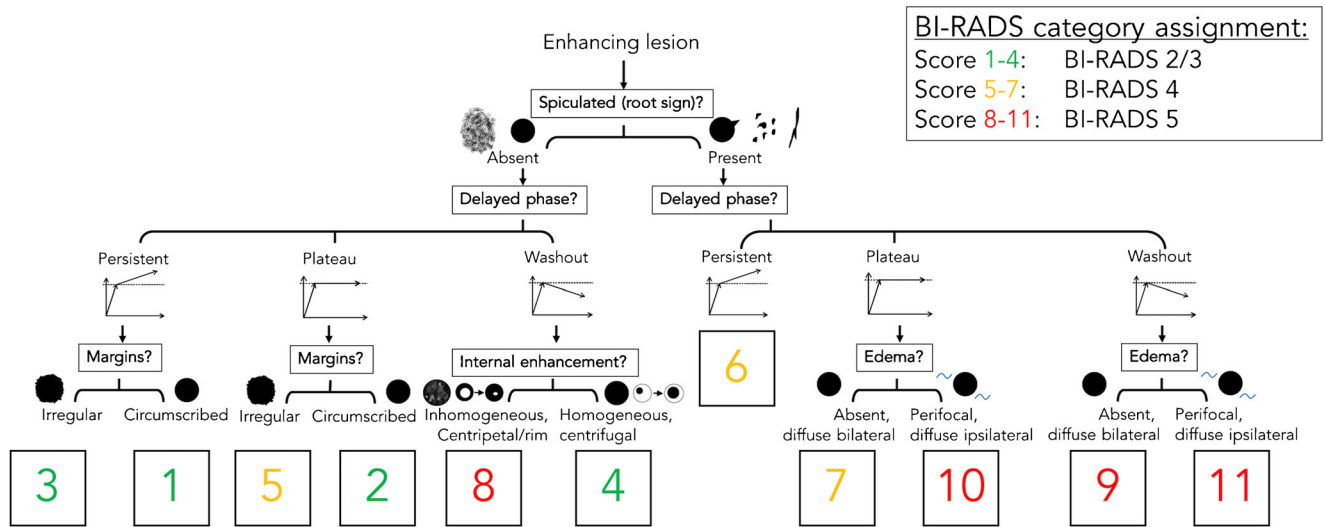 BI-RADS category assignment:
Score 1-4: BI-RADS 2/3
Score 5-7: BI-RADS 4
Score 8-11: BI-RADS 5
Enhancing lesion
Spiculated (root sign)?
Absent
Present
Delayed phase?
Delayed phase?
Persistent
Plateau
Washout
Persistent
Plateau
Washout
Margins?
Margins?
Internal enhancement?
6
Edema?
Edema?
Irregular
Circumscribed
Irregular
Circumscribed
Inhomogeneous,
Centripetal/rim
Homogeneous,
centrifugal
Absent,
diffuse bilateral
Perifocal,
diffuse ipsilateral
Absent,
diffuse bilateral
Perifocal,
diffuse ipsilateral
3
1
5
2
8
4
7
10
9
11